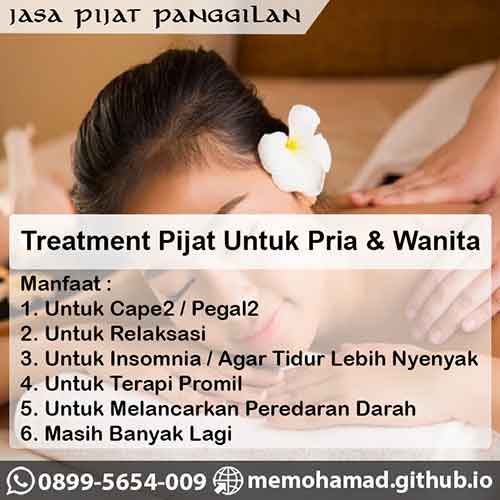 JASA PIJAT PANGGILAN
Treatment Pijat Untuk Pria & Wanita
Manfaat :
1. Untuk Cape2 / Pegal2
2. Untuk Relaksasi
3. Untuk Insomnia / Agar Tidur Lebih Nyenyak
4. Untuk Terapi Promil
5. Untuk Melancarkan Peredaran Darah
6. Masih Banyak Lagi
0899-5654-009 memohamad.github.io